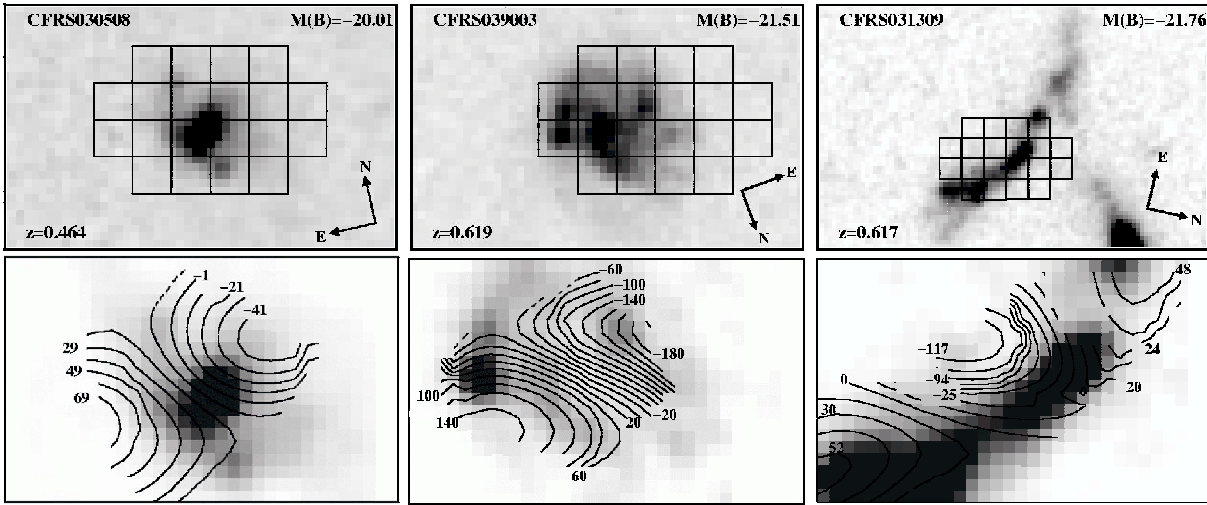 CFRS030508 M(B)=−20.01
N
E
z=0.464
CFRS039003 M(B)=−21.51
E
N
z=0.619
CFRS031309 M(B)=−21.76
E
N
z=0.617
−1
−21
−41
29
49
69
−60
−100
−140
−180
100
140
20
−20
60
48
−117
24
−94
0
−25
20
30
52